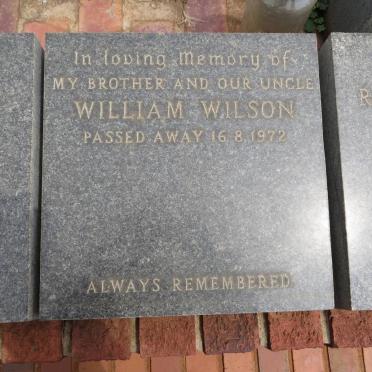 In loving Memory of
MY BROTHER AND OUR UNCLE
WILLIAM WILSON
PASSED AWAY 16.8.1972
ALWAYS REMEMBERED
R